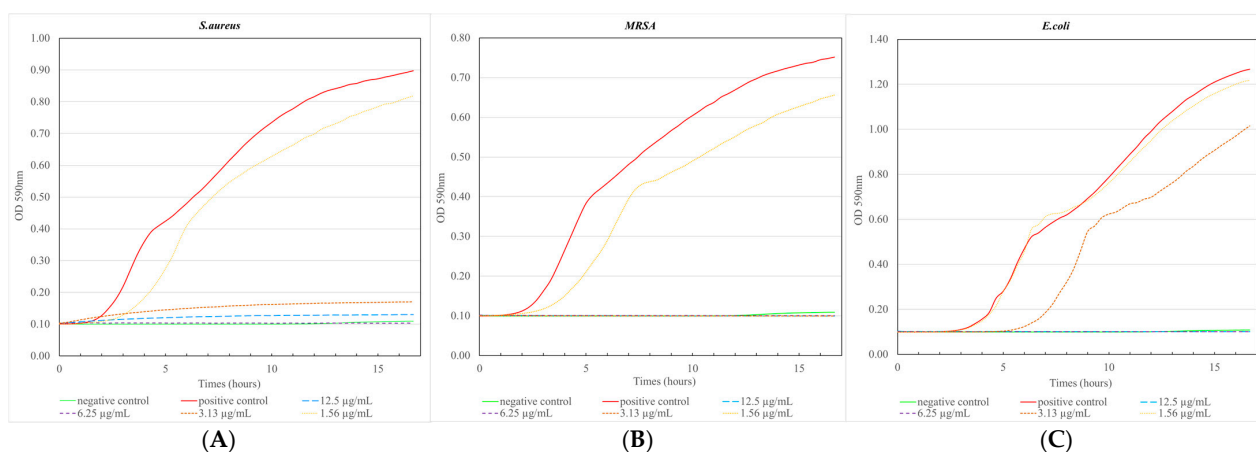 S.aureus
1.00
0.90
0.80
0.70
0.60
0.50
0.40
0.30
0.20
0.10
0.00
OD 590nm
0 5 10 15
Times (hours)
negative control positive control 12.5 µg/mL
6.25 µg/mL 3.13 µg/mL 1.56 µg/mL
(A)
MRSA
0.80
0.70
0.60
0.50
0.40
0.30
0.20
0.10
0.00
OD 590nm
0 5 10 15
Times (hours)
negative control positive control 12.5 µg/mL
6.25 µg/mL 3.13 µg/mL 1.56 µg/mL
(B)
E.coli
1.40
1.20
1.00
0.80
0.60
0.40
0.20
0.00
OD 590nm
0 5 10 15
Times (hours)
negative control positive control 12.5 µg/mL
6.25 µg/mL 3.13 µg/mL 1.56 µg/mL
(C)